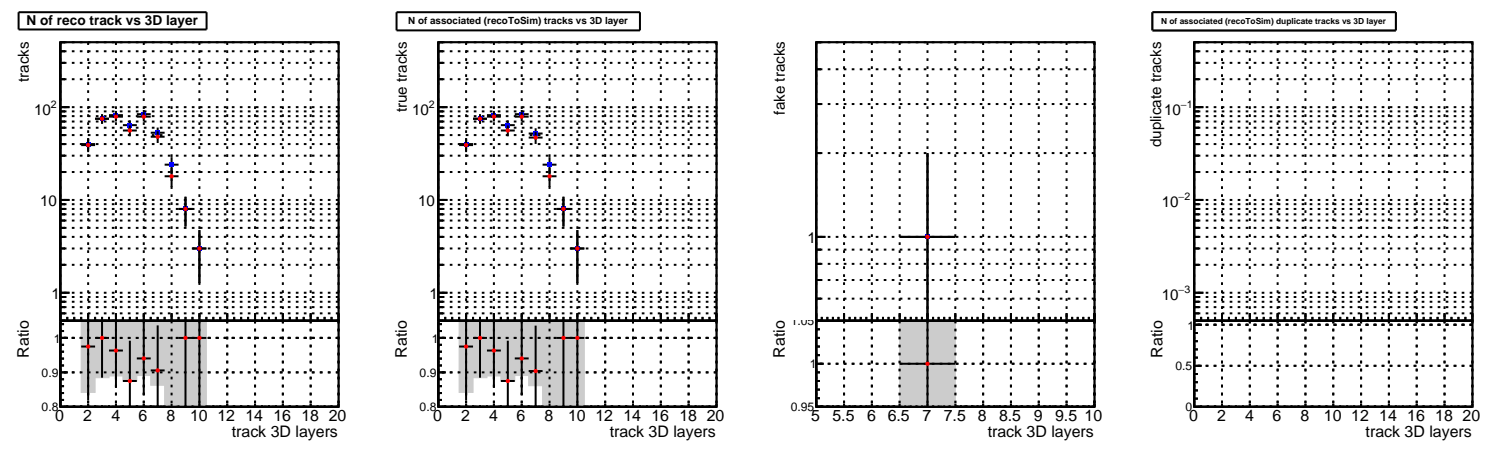 N of reco track vs 3D layer
tracks
10²
10
1
Ratio
1
0.9
0.8
0 2 4 6 8 10 12 14 16 18 20
track 3D layers
N of associated (recoToSim) tracks vs 3D layer
true tracks
10²
10
1
Ratio
1
0.9
0.8
0 2 4 6 8 10 12 14 16 18 20
track 3D layers
fake tracks
1
Ratio
1.05
1
0.95
5 5.5 6 6.5 7 7.5 8 8.5 9 9.5 10
track 3D layers
N of associated (recoToSim) duplicate tracks vs 3D layer
duplicate tracks
10⁻¹
10⁻²
10⁻³
Ratio
1
0.5
0
0 2 4 6 8 10 12 14 16 18 20
track 3D layers